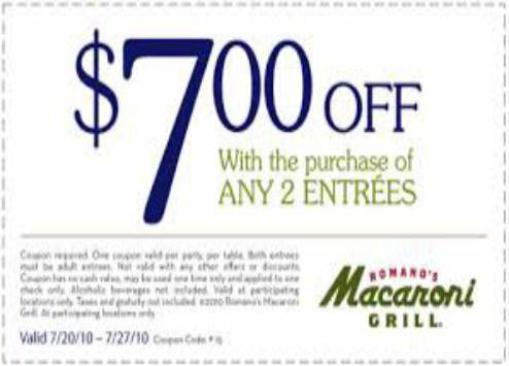 $7.00 OFF
With the purchase of
ANY 2 ENTRÉES
Coupon required. One coupon valid per party, per table. Both entrees
must be adult entrees. Not valid with any other offers or discounts.
Coupon has no cash value, may be used one time only and applied to one
check only. Alcoholic beverages not included. Valid at participating
locations only. Taxes and gratuity not included. ©2010 Romano's Macaroni
Grill. At participating locations only.
ROMANO'S
Macaroni
GRILL.
Valid 7/20/10 – 7/27/10 Coupon Code: #